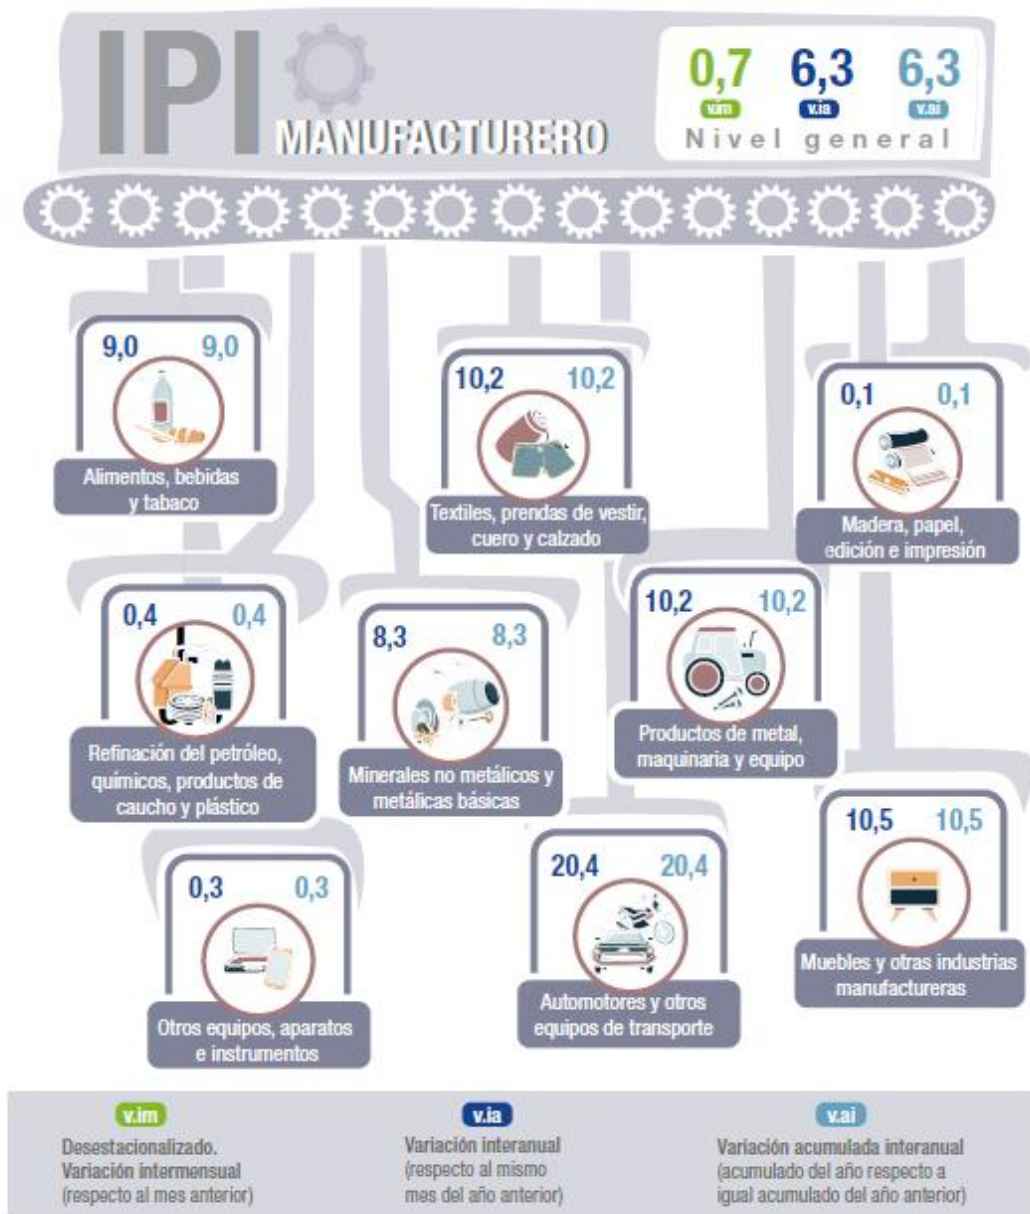 IPI
MANUFACTURERO
0,7 6,3 6,3
v.im v.ia v.ai
Nivel general
9,0 9,0
Alimentos, bebidas
y tabaco
10,2 10,2
Textiles, prendas de vestir,
cuero y calzado
0,1 0,1
Madera, papel,
edición e impresión
0,4 0,4
Refinación del petróleo,
químicos, productos de
caucho y plástico
8,3 8,3
Minerales no metálicos y
metálicas básicas
10,2 10,2
Productos de metal,
maquinaria y equipo
0,3 0,3
Otros equipos, aparatos
e instrumentos
20,4 20,4
Automotores y otros
equipos de transporte
10,5 10,5
Muebles y otras industrias
manufactureras
v.im
Desestacionalizado.
Variación intermensual
(respecto al mes anterior)
v.ia
Variación interanual
(respecto al mismo
mes del año anterior)
v.ai
Variación acumulada interanual
(acumulado del año respecto a
igual acumulado del año anterior)